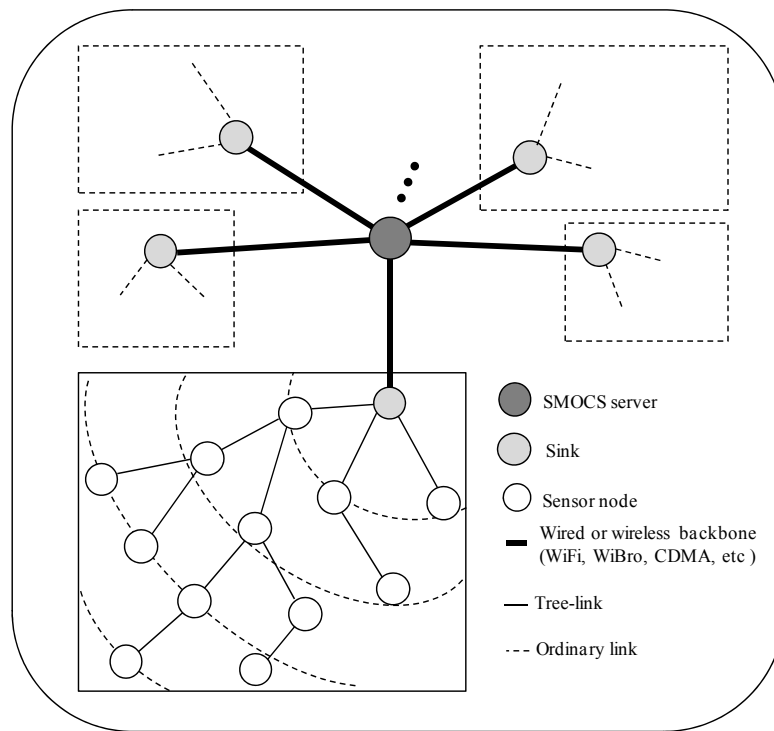 SMOCS server
Sink
Sensor node
Wired or wireless backbone
(WiFi, WiBro, CDMA, etc )
Tree-link
Ordinary link